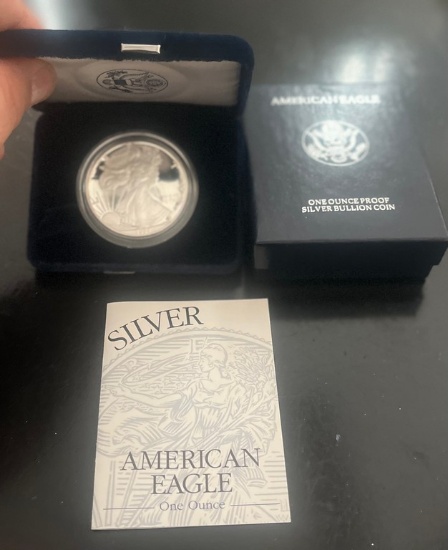 AMERICAN EAGLE
ONE OUNCE PROOF
SILVER BULLION COIN
SILVER
AMERICAN
EAGLE
One Ounce